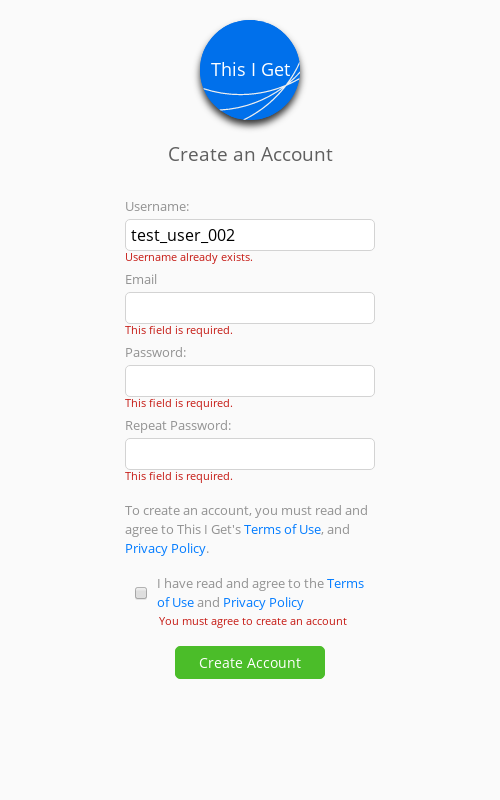 This I Get
Create an Account
Username:
test_user_002
Username already exists.
Email
This field is required.
Password:
This field is required.
Repeat Password:
This field is required.
To create an account, you must read and
agree to This I Get's Terms of Use, and
Privacy Policy.
I have read and agree to the Terms
of Use and Privacy Policy
You must agree to create an account
Create Account